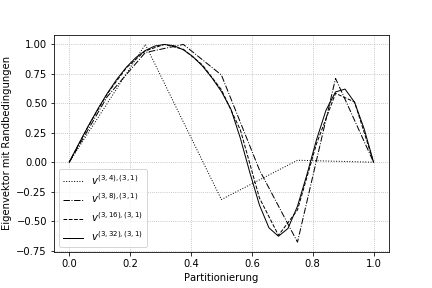 1.00
0.75
0.50
0.25
0.00
−0.25
−0.50
−0.75
Eigenvektor mit Randbedingungen
v^(3,4),(3,1)
v^(3,8),(3,1)
v^(3,16),(3,1)
v^(3,32),(3,1)
0.0 0.2 0.4 0.6 0.8 1.0
Partitionierung